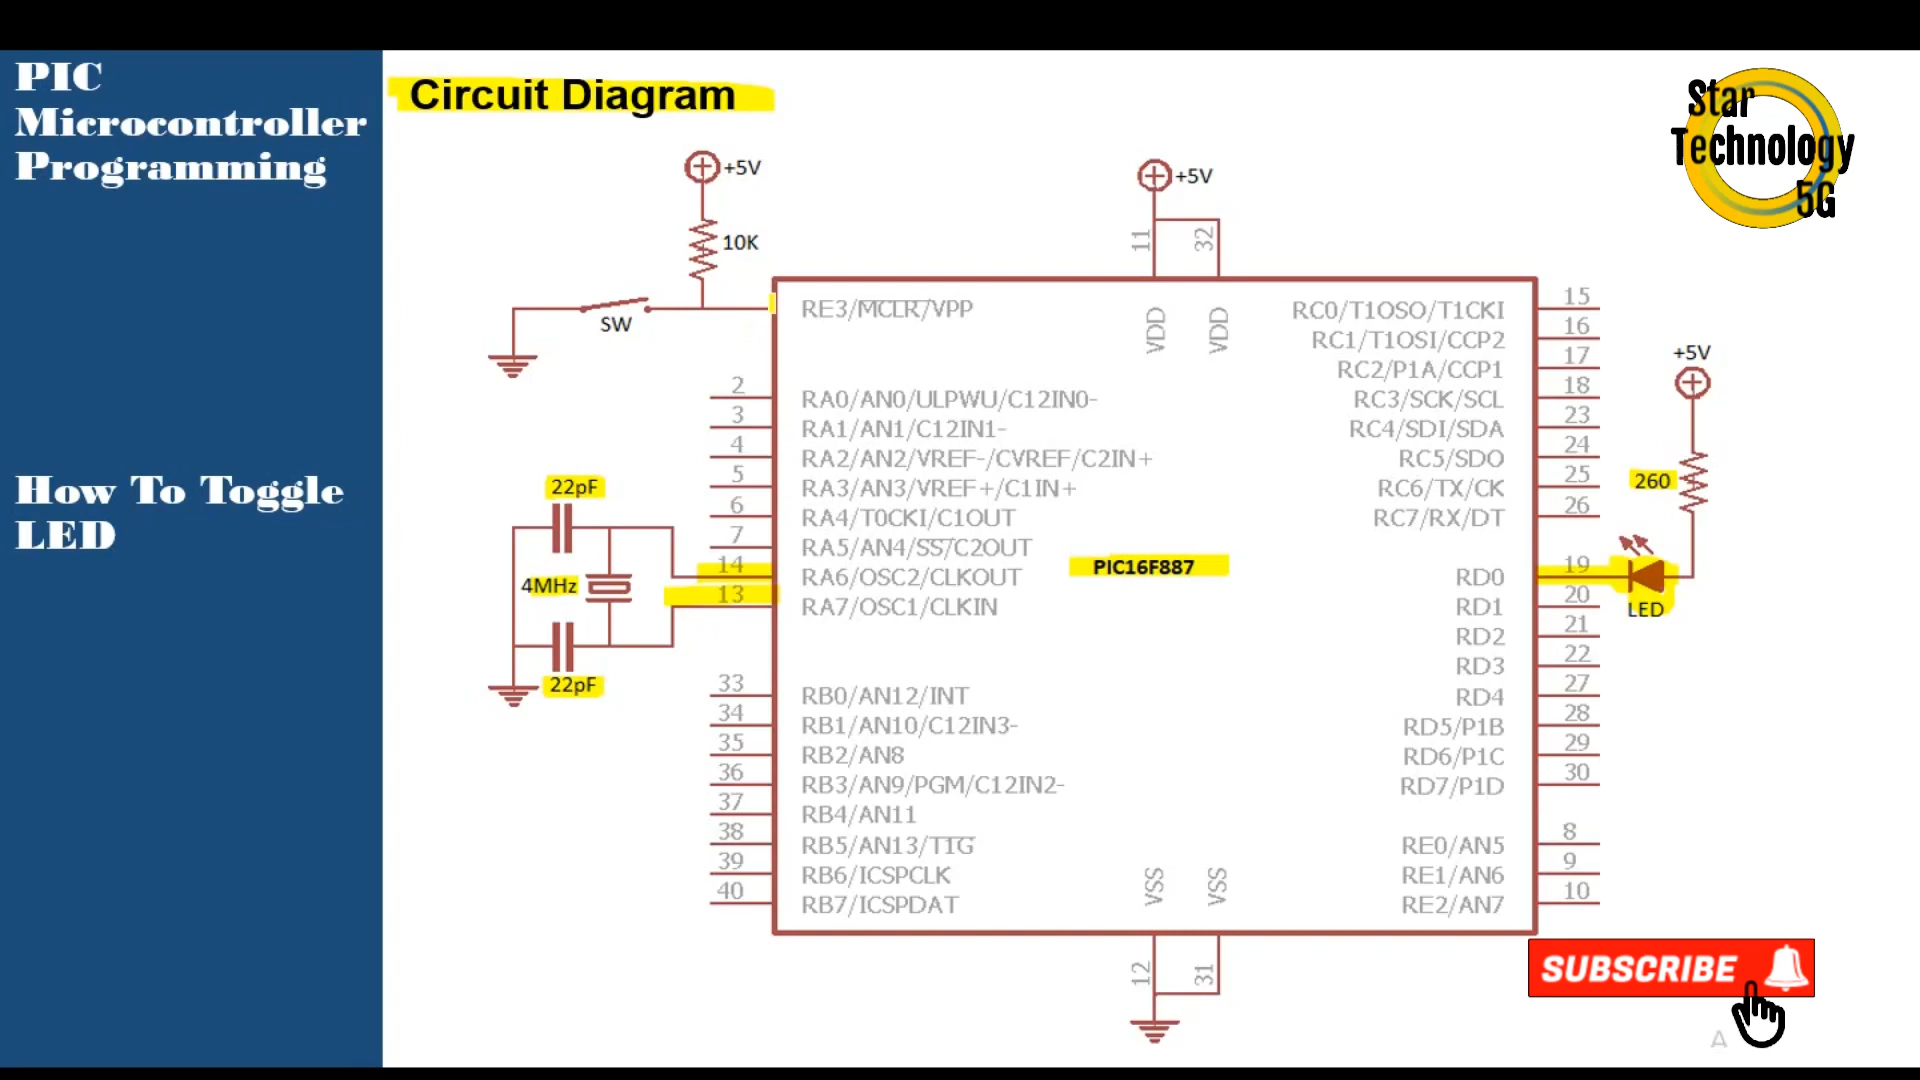 PIC
Microcontroller
Programming
How To Toggle
LED
Circuit Diagram
Star
Technology
5G
+5V
10K
SW
+5V
11
32
RE3/MCLR/VPP
VDD
VDD
2
RA0/AN0/ULPWU/C12IN0-
3
RA1/AN1/C12IN1-
4
RA2/AN2/VREF-/CVREF/C2IN+
5
RA3/AN3/VREF+/C1IN+
6
RA4/T0CKI/C1OUT
7
RA5/AN4/SS/C2OUT
14
RA6/OSC2/CLKOUT
13
RA7/OSC1/CLKIN
22pF
4MHz
22pF
PIC16F887
33
RB0/AN12/INT
34
RB1/AN10/C12IN3-
35
RB2/AN8
36
RB3/AN9/PGM/C12IN2-
37
RB4/AN11
38
RB5/AN13/T1G
39
RB6/ICSPCLK
40
RB7/ICSPDAT
VSS
VSS
12
31
RC0/T1OSO/T1CKI
15
RC1/T1OSI/CCP2
16
RC2/P1A/CCP1
17
RC3/SCK/SCL
18
RC4/SDI/SDA
23
RC5/SDO
24
RC6/TX/CK
25
RC7/RX/DT
26
RD0
19
RD1
20
RD2
21
RD3
22
RD4
27
RD5/P1B
28
RD6/P1C
29
RD7/P1D
30
RE0/AN5
8
RE1/AN6
9
RE2/AN7
10
+5V
260
LED
SUBSCRIBE
A